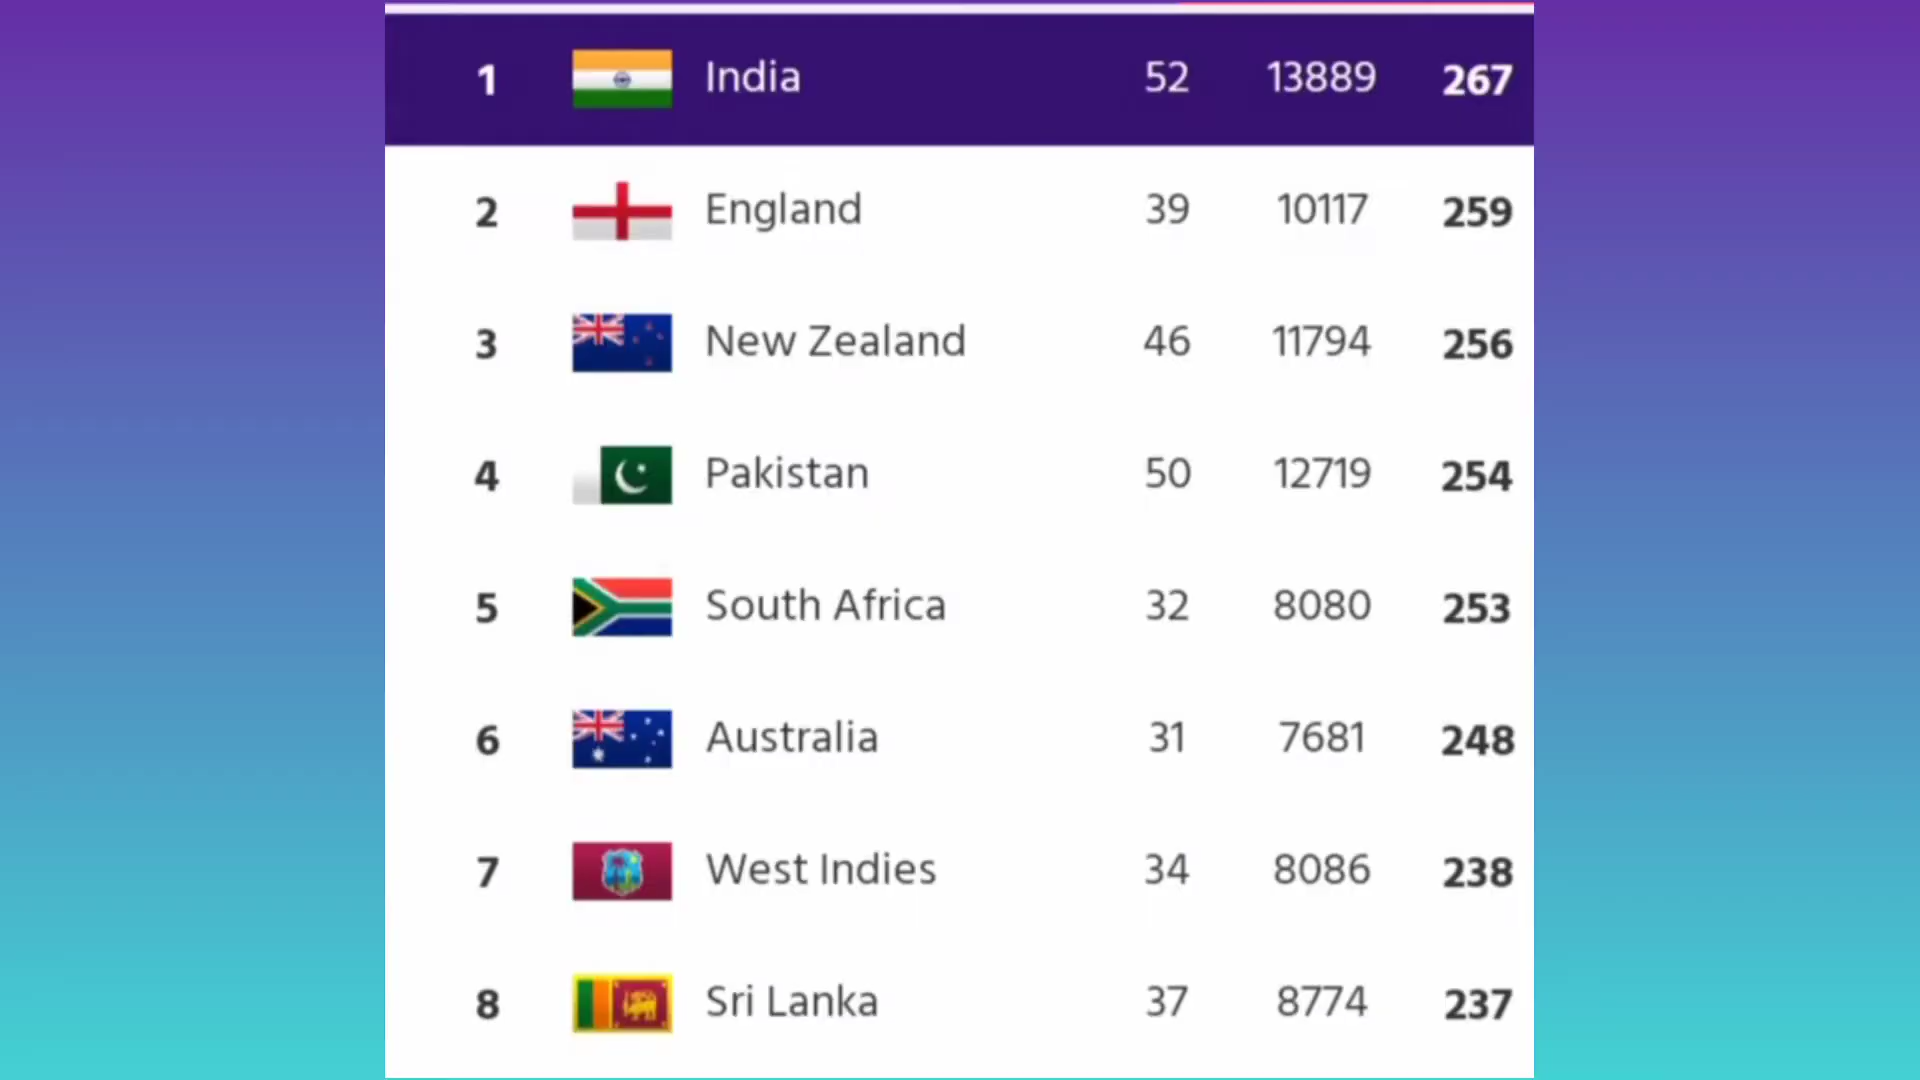 1 India 52 13889 267
2 England 39 10117 259
3 New Zealand 46 11794 256
4 Pakistan 50 12719 254
5 South Africa 32 8080 253
6 Australia 31 7681 248
7 West Indies 34 8086 238
8 Sri Lanka 37 8774 237